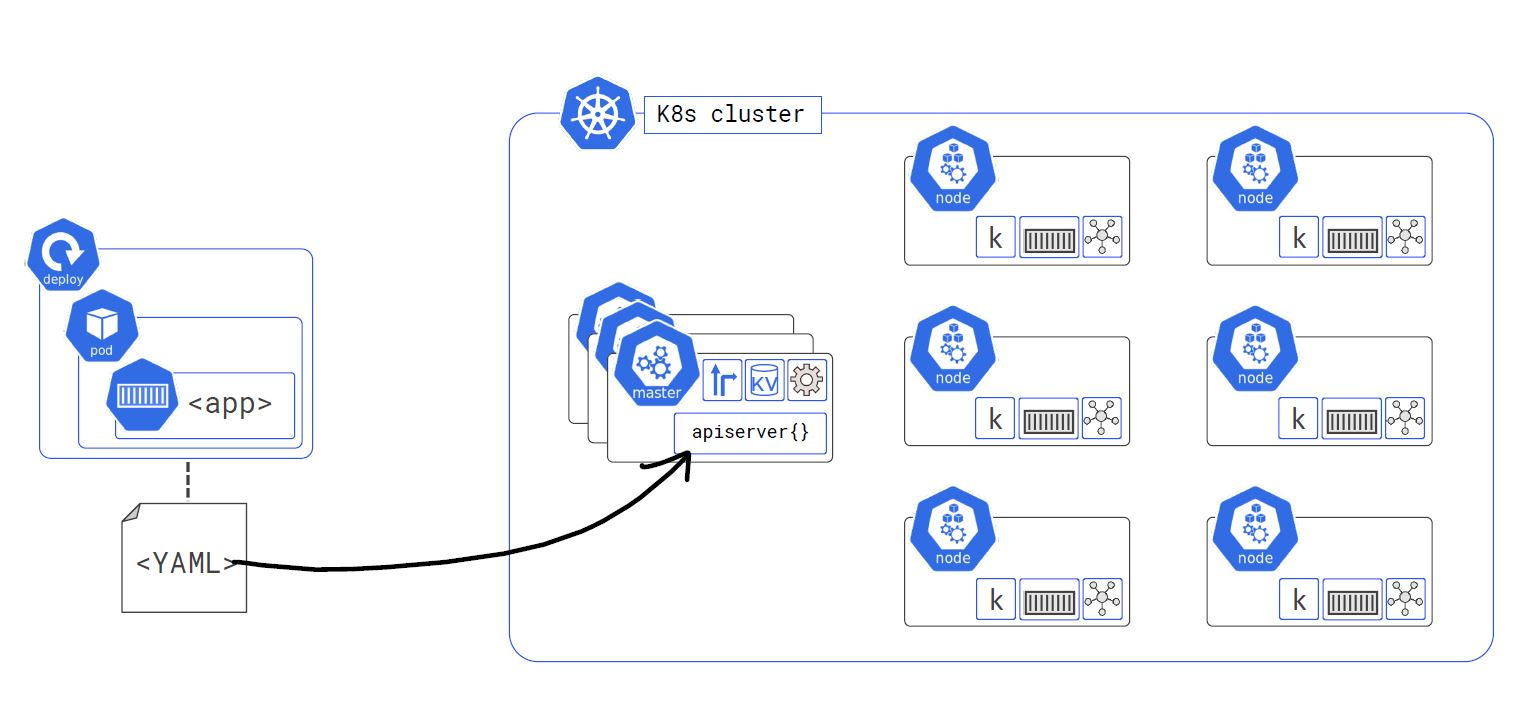 K8s cluster
deploy
pod
<app>
<YAML>
master
KV
apiserver{}
node
k
node
k
node
k
node
k
node
k
node
k